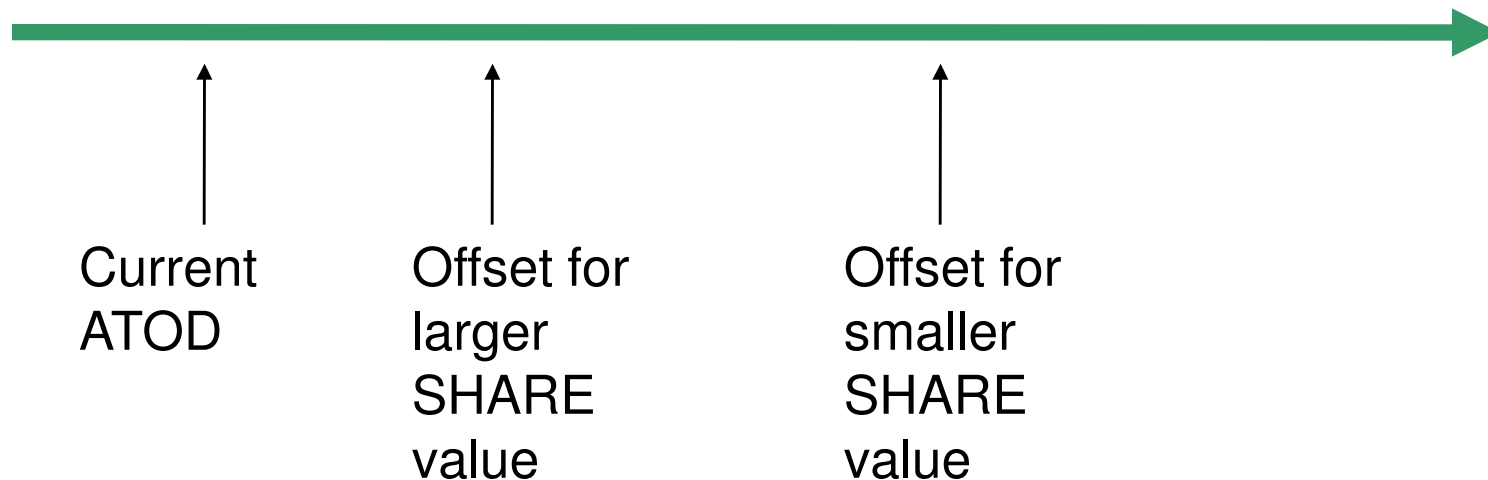 Current
ATOD
Offset for
larger
SHARE
value
Offset for
smaller
SHARE
value